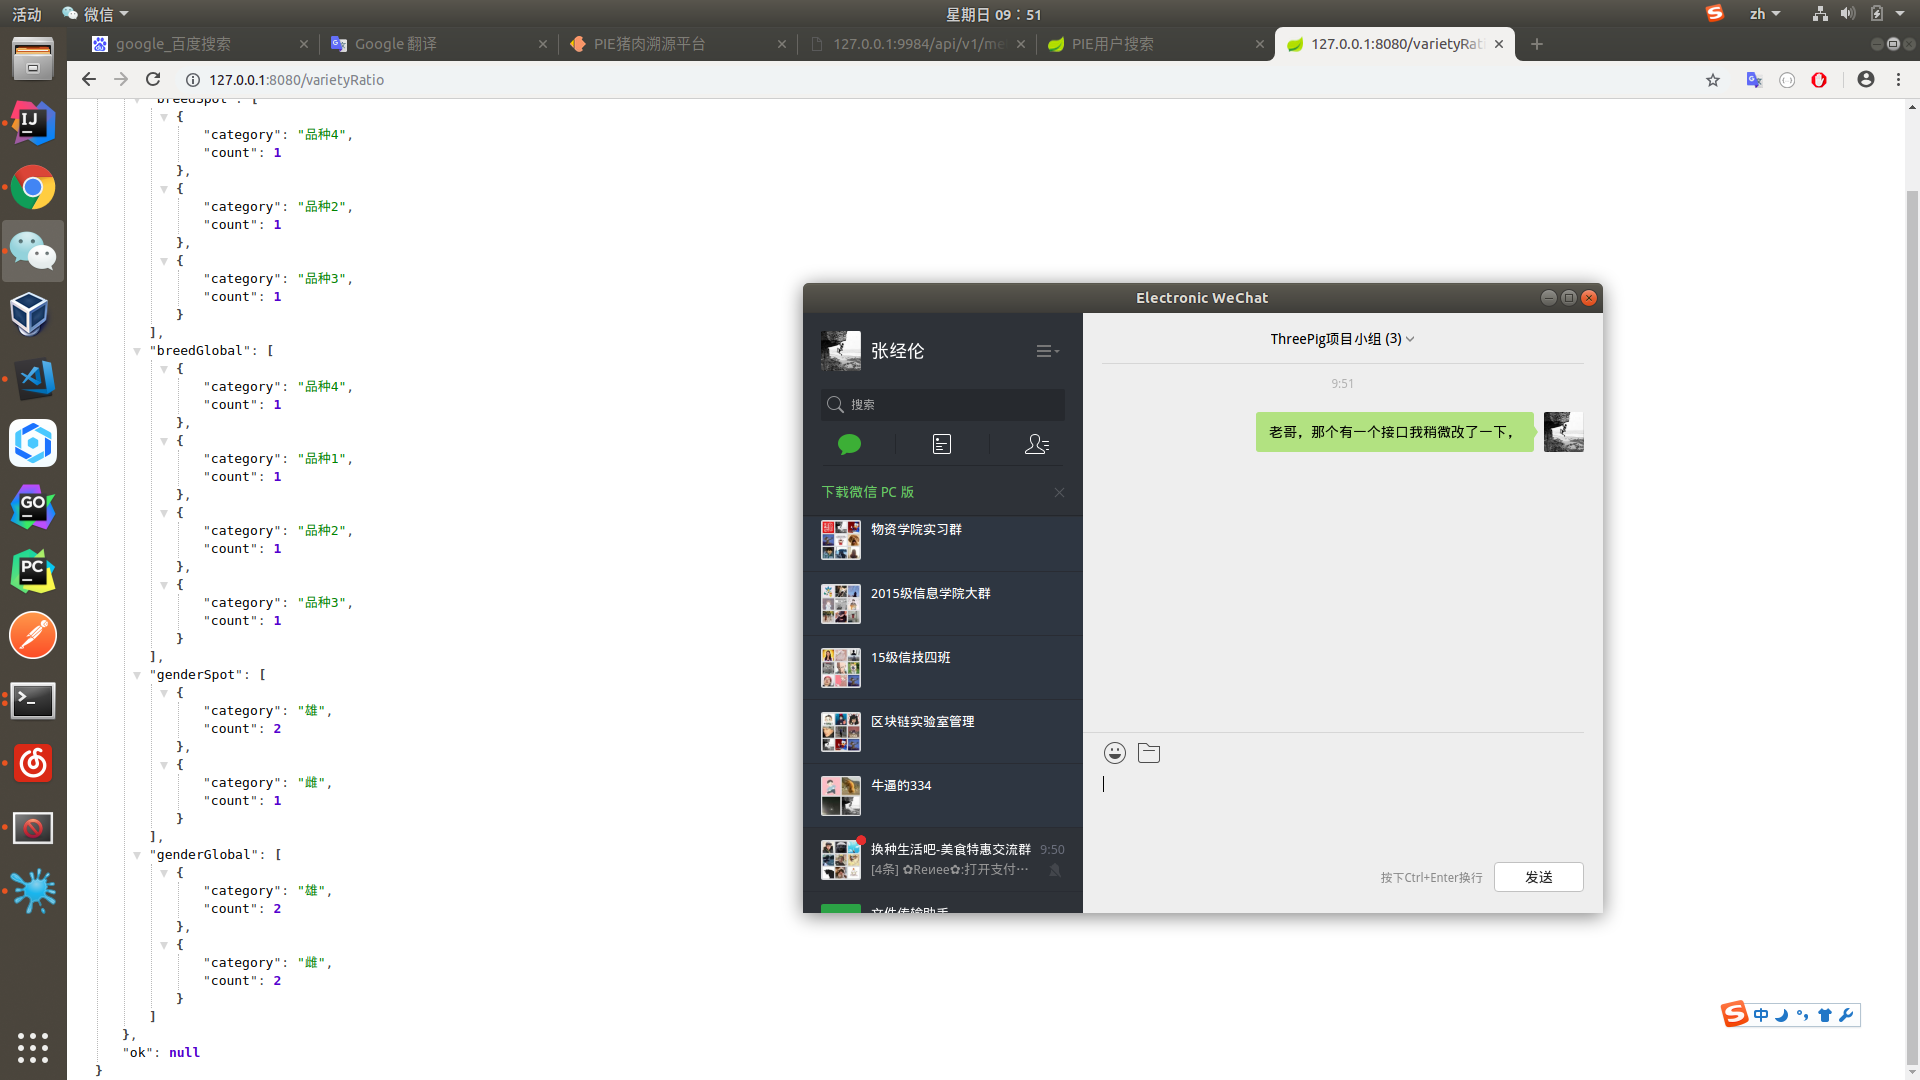 活动
微信
星期日 09：51
zh
google_百度搜索
Google 翻译
PIE猪肉溯源平台
127.0.0.1:9984/api/v1/me
PIE用户搜索
127.0.0.1:8080/varietyRat
127.0.0.1:8080/varietyRatio
"breedSpot": [
{
"category": "品种4",
"count": 1
},
{
"category": "品种2",
"count": 1
},
{
"category": "品种3",
"count": 1
}
],
"breedGlobal": [
{
"category": "品种4",
"count": 1
},
{
"category": "品种1",
"count": 1
},
{
"category": "品种2",
"count": 1
},
{
"category": "品种3",
"count": 1
}
],
"genderSpot": [
{
"category": "雄",
"count": 2
},
{
"category": "雌",
"count": 1
}
],
"genderGlobal": [
{
"category": "雄",
"count": 2
},
{
"category": "雌",
"count": 2
}
]
},
"ok": null
}
Electronic WeChat
张经伦
搜索
下载微信 PC 版
物资学院实习群
2015级信息学院大群
15级信技四班
区块链实验室管理
牛逼的334
换种生活吧-美食特惠交流群 9:50
[4条] ✿Reиee✿:打开支付…
文件传输助手
ThreePig项目小组 (3)
9:51
老哥，那个有一个接口我稍微改了一下，
按下Ctrl+Enter换行
发送
IJ
GO
PC
中